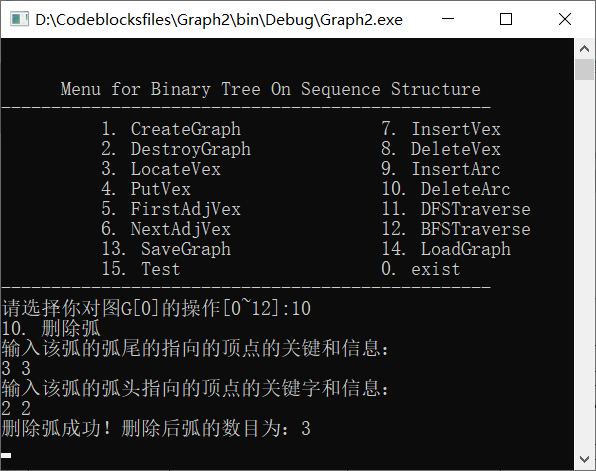 D:\Codeblocksfiles\Graph2\bin\Debug\Graph2.exe
Menu for Binary Tree On Sequence Structure
-------------------------------------------------
1. CreateGraph 7. InsertVex
2. DestroyGraph 8. DeleteVex
3. LocateVex 9. InsertArc
4. PutVex 10. DeleteArc
5. FirstAdjVex 11. DFSTraverse
6. NextAdjVex 12. BFSTraverse
13. SaveGraph 14. LoadGraph
15. Test 0. exist
-------------------------------------------------
请选择你对图G[0]的操作[0~12]:10
10. 删除弧
输入该弧的弧尾的指向的顶点的关键和信息:
3 3
输入该弧的弧头指向的顶点的关键字和信息:
2 2
删除弧成功! 删除后弧的数目为: 3